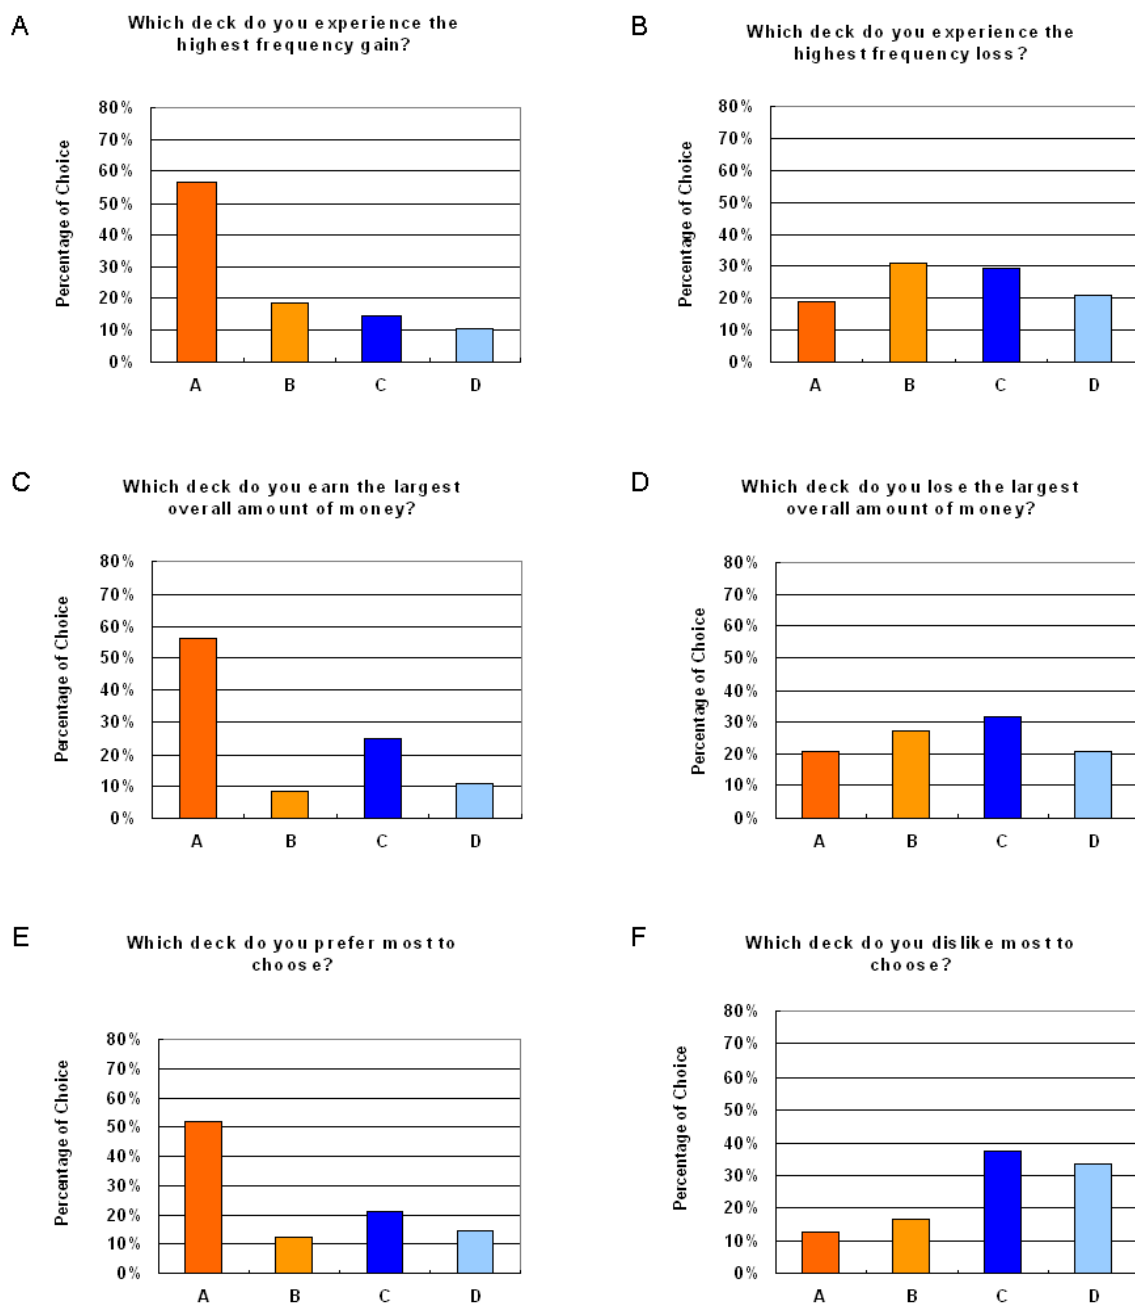 A
Which deck do you experience the
highest frequency gain?
Percentage of Choice
80%
70%
60%
50%
40%
30%
20%
10%
0%
A B C D
B
Which deck do you experience the
highest frequency loss?
Percentage of Choice
80%
70%
60%
50%
40%
30%
20%
10%
0%
A B C D
C
Which deck do you earn the largest
overall amount of money?
Percentage of Choice
80%
70%
60%
50%
40%
30%
20%
10%
0%
A B C D
D
Which deck do you lose the largest
overall amount of money?
Percentage of Choice
80%
70%
60%
50%
40%
30%
20%
10%
0%
A B C D
E
Which deck do you prefer most to
choose?
Percentage of Choice
80%
70%
60%
50%
40%
30%
20%
10%
0%
A B C D
F
Which deck do you dislike most to
choose?
Percentage of Choice
80%
70%
60%
50%
40%
30%
20%
10%
0%
A B C D